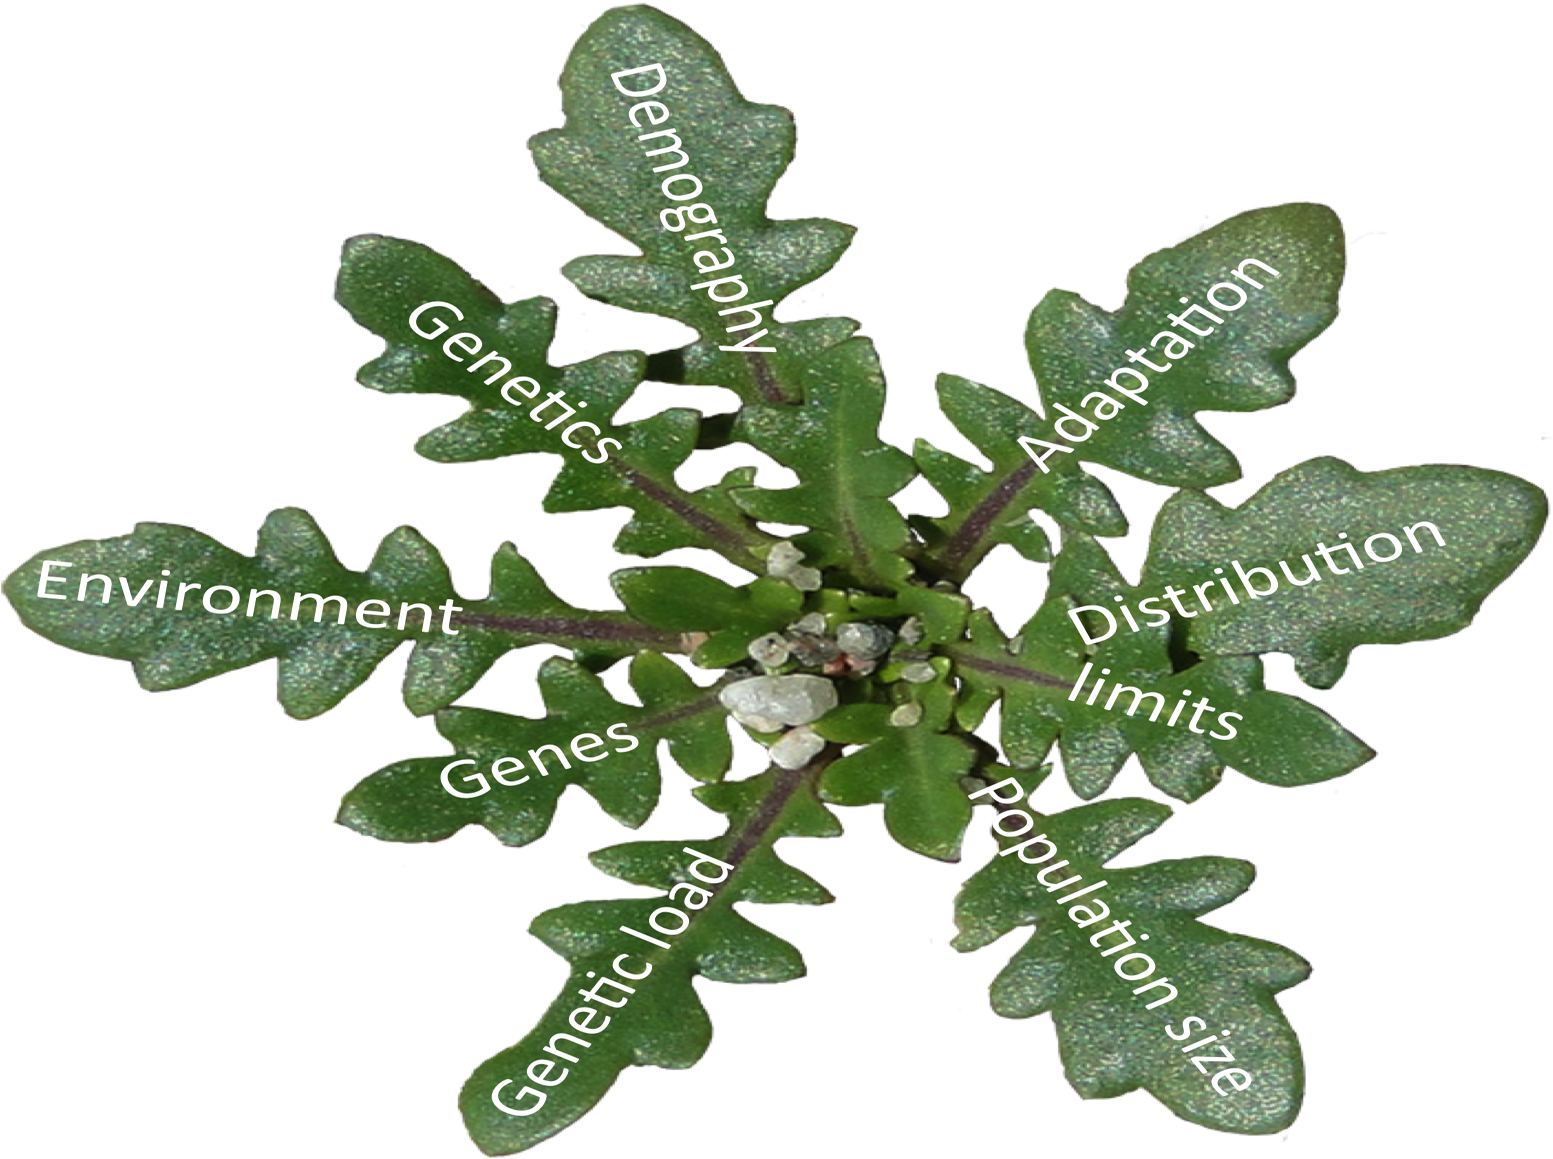 Demography
Adaptation
Genetics
Distribution
limits
Environment
Genes
Population size
Genetic load